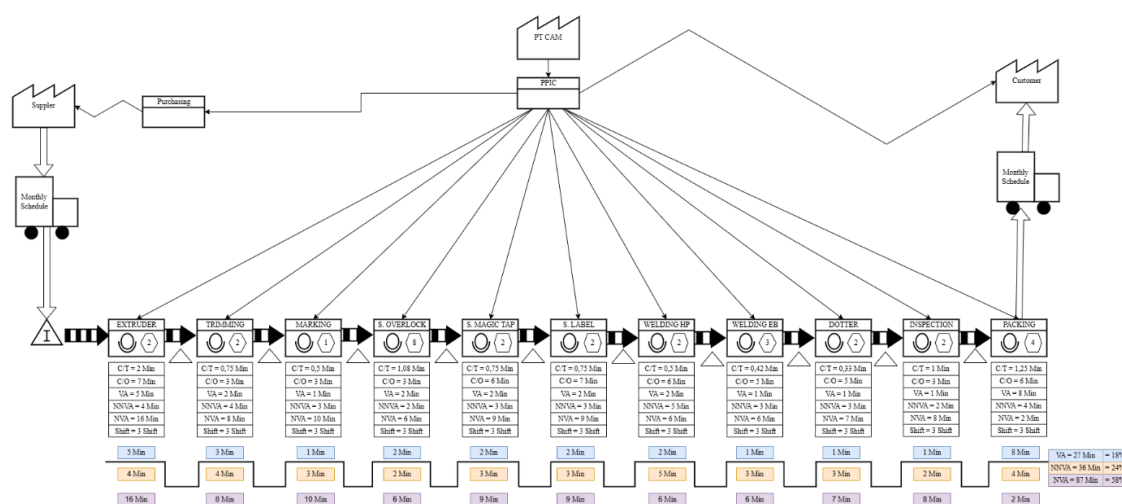 PT CAM
PPIC
Suppler
Purchasing
Customer
Monthly
Schedule
Monthly
Schedule
I
EXTRUDER
TRIMMING
MARKING
S. OVERLOCK
S. MAGIC TAP
S. LABEL
WELDING HP
WELDING EB
DOTTER
INSPECTION
PACKING
2
2
1
8
2
2
2
3
2
2
4
C/T = 2 Min
C/T = 0,75 Min
C/T = 0,5 Min
C/T = 1,08 Min
C/T = 0,75 Min
C/T = 0,75 Min
C/T = 0,5 Min
C/T = 0,42 Min
C/T = 0,33 Min
C/T = 1 Min
C/T = 1,25 Min
C/O = 7 Min
C/O = 3 Min
C/O = 3 Min
C/O = 3 Min
C/O = 6 Min
C/O = 7 Min
C/O = 6 Min
C/O = 5 Min
C/O = 5 Min
C/O = 3 Min
C/O = 6 Min
VA = 5 Min
VA = 2 Min
VA = 1 Min
VA = 2 Min
VA = 2 Min
VA = 2 Min
VA = 2 Min
VA = 1 Min
VA = 1 Min
VA = 1 Min
VA = 8 Min
NNVA = 4 Min
NNVA = 4 Min
NNVA = 3 Min
NNVA = 2 Min
NNVA = 3 Min
NNVA = 3 Min
NNVA = 5 Min
NNVA = 3 Min
NNVA = 3 Min
NNVA = 2 Min
NNVA = 4 Min
NVA = 16 Min
NVA = 8 Min
NVA = 10 Min
NVA = 6 Min
NVA = 9 Min
NVA = 9 Min
NVA = 6 Min
NVA = 6 Min
NVA = 7 Min
NVA = 8 Min
NVA = 2 Min
Shift = 3 Shift
Shift = 3 Shift
Shift = 3 Shift
Shift = 3 Shift
Shift = 3 Shift
Shift = 3 Shift
Shift = 3 Shift
Shift = 3 Shift
Shift = 3 Shift
Shift = 3 Shift
Shift = 3 Shift
5 Min
3 Min
1 Min
2 Min
2 Min
2 Min
2 Min
1 Min
1 Min
1 Min
8 Min
VA = 27 Min = 18%
4 Min
4 Min
3 Min
2 Min
3 Min
3 Min
5 Min
3 Min
3 Min
2 Min
4 Min
NNVA = 36 Min = 24%
NVA = 87 Min = 58%
16 Min
8 Min
10 Min
6 Min
9 Min
9 Min
6 Min
6 Min
7 Min
8 Min
2 Min